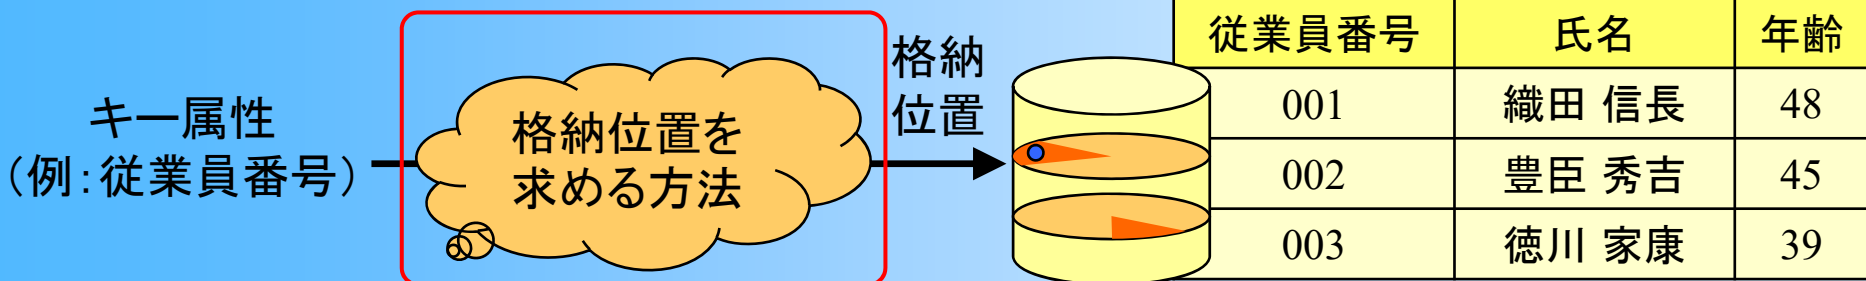 キー属性
（例：従業員番号）
格納位置を
求める方法
格納
位置
従業員番号 氏名 年齢
001 織田 信長 48
002 豊臣 秀吉 45
003 徳川 家康 39